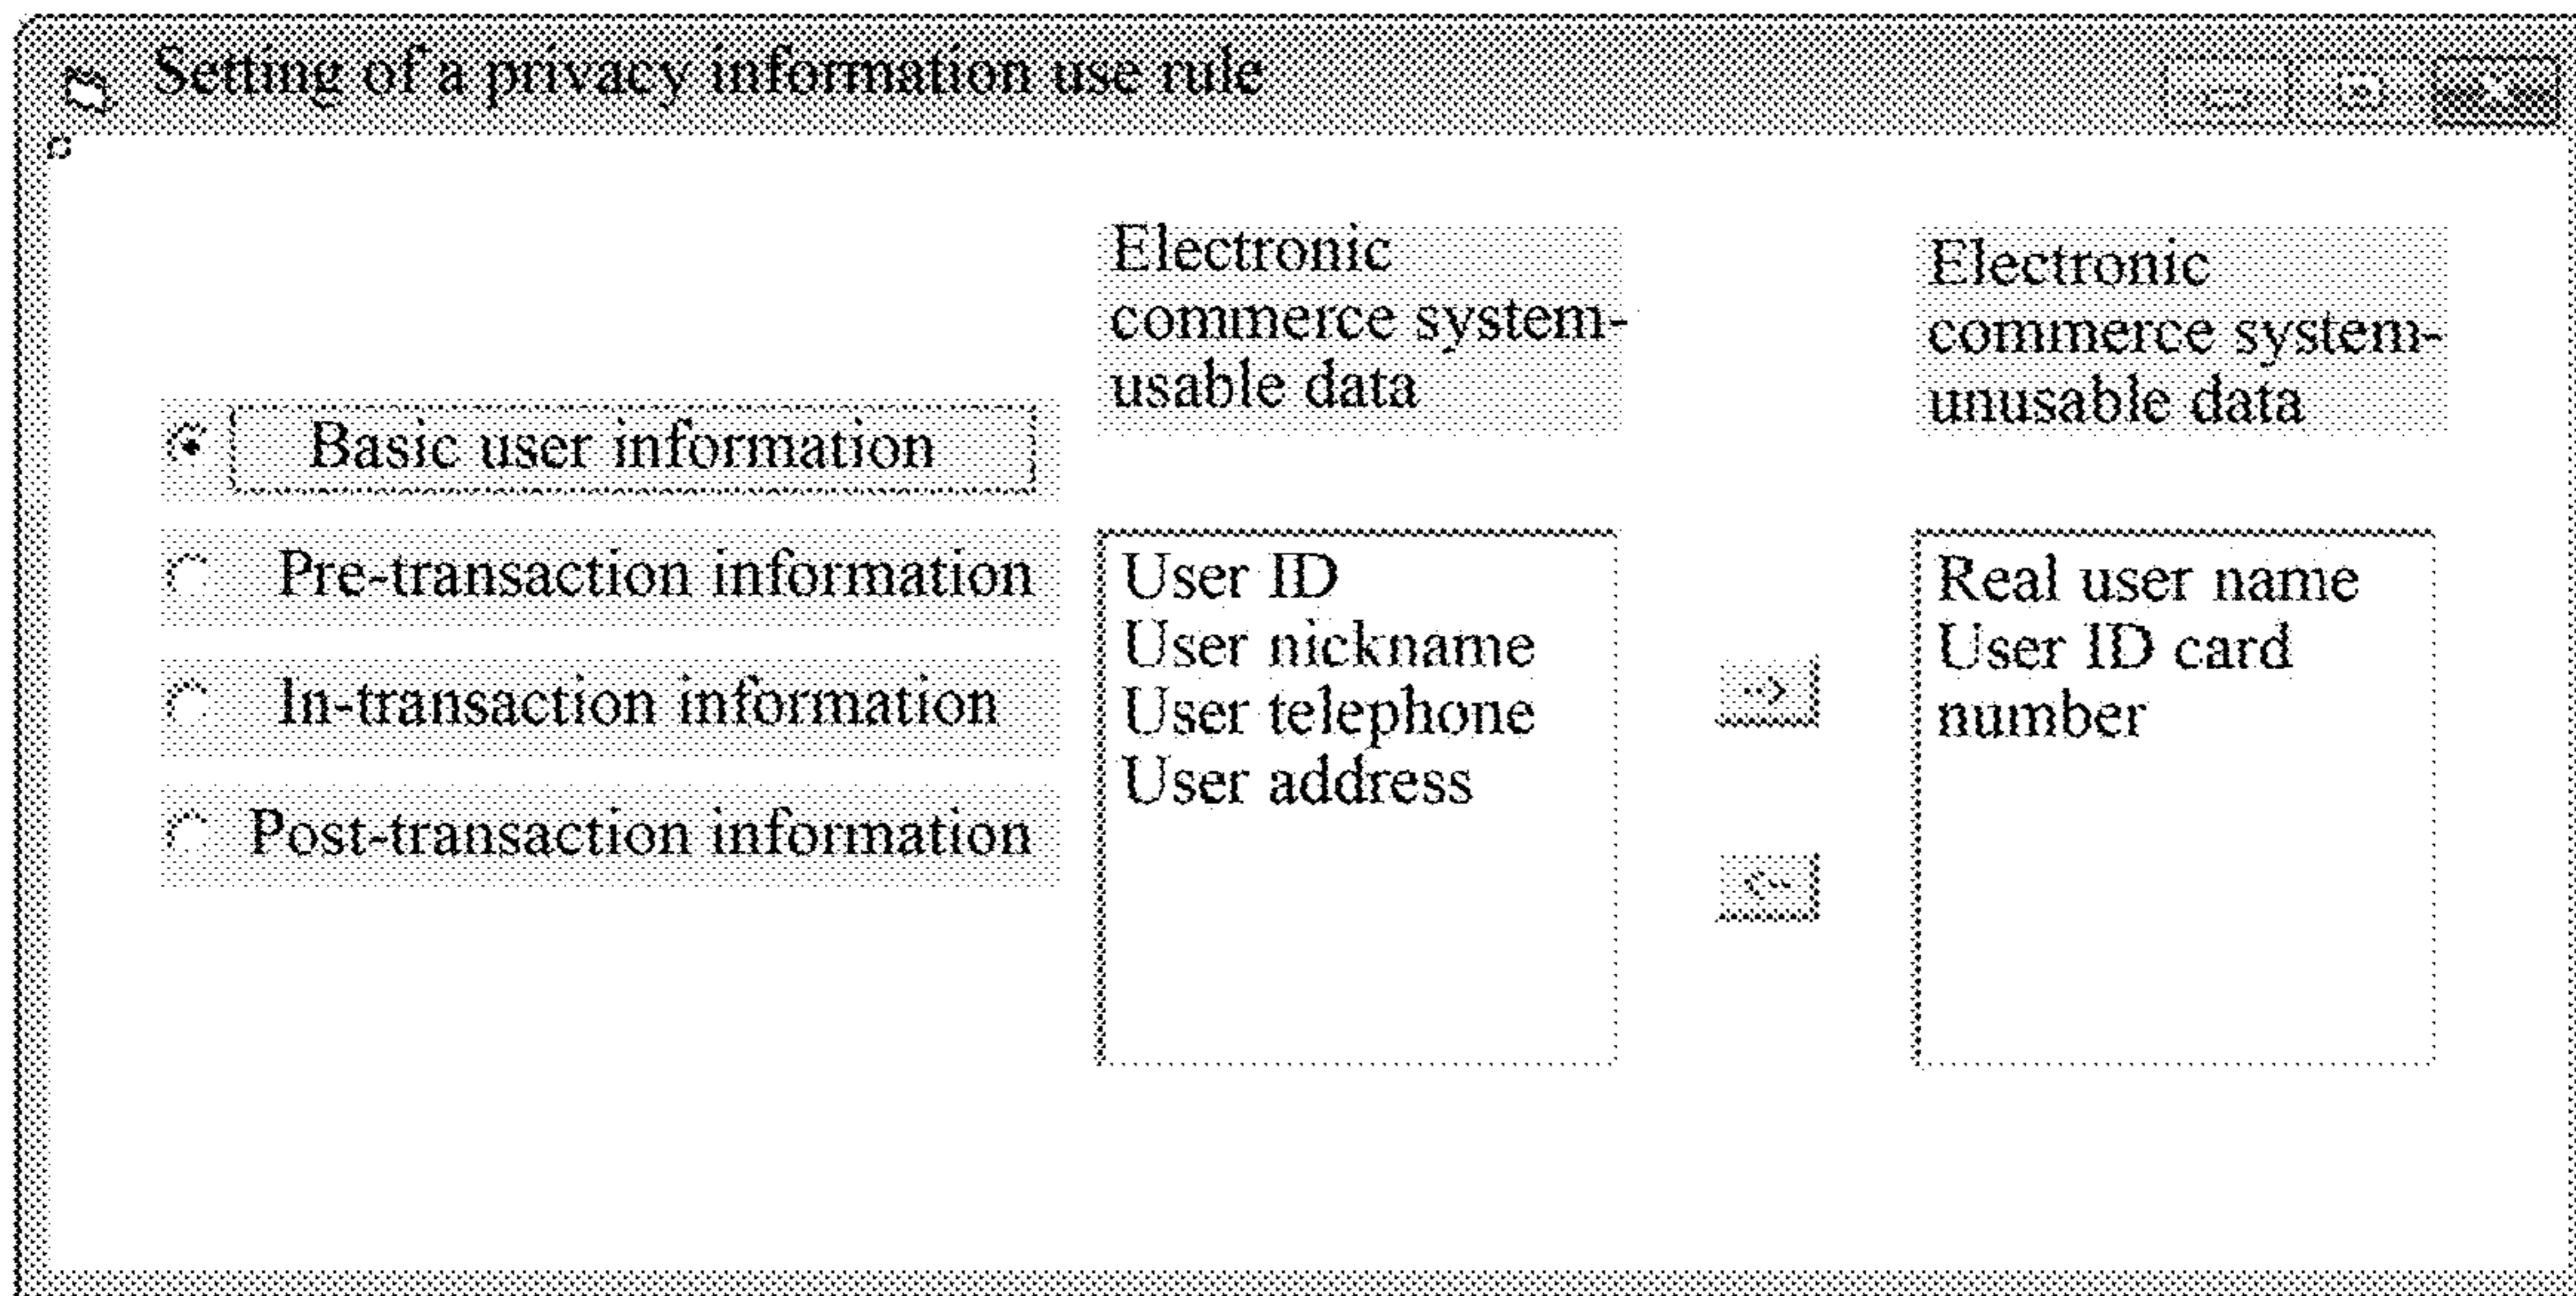 Setting of a privacy information use rule
Electronic
commerce system-
usable data
Electronic
commerce system-
unusable data
Basic user information
Pre-transaction information
In-transaction information
Post-transaction information
User ID
User nickname
User telephone
User address
-->
<--
Real user name
User ID card
number